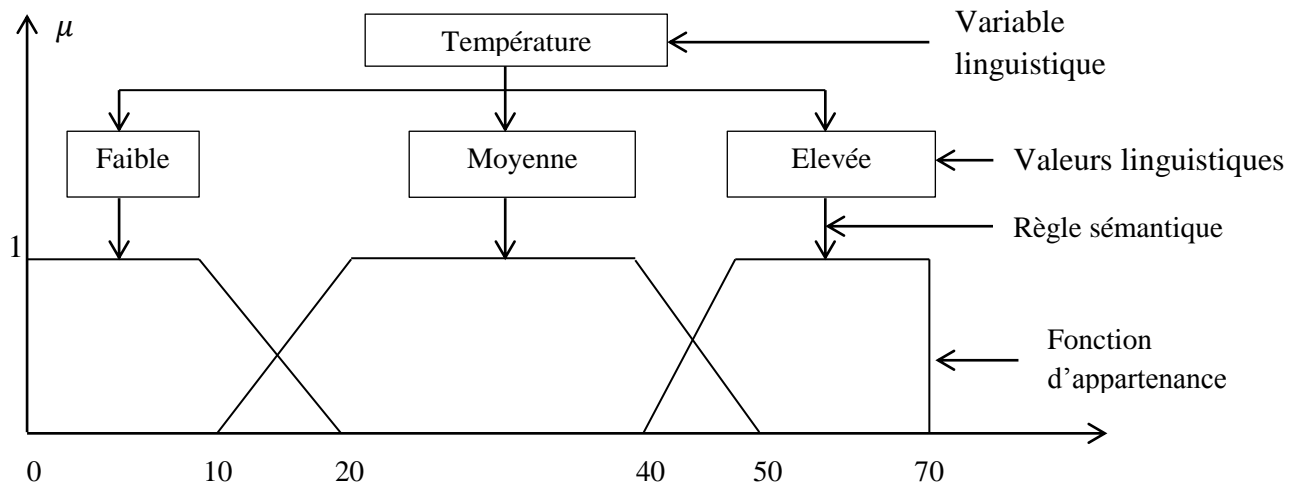 μ
Température
Variable
linguistique
Faible
Moyenne
Elevée
Valeurs linguistiques
Règle sémantique
1
Fonction
d’appartenance
0 10 20 40 50 70